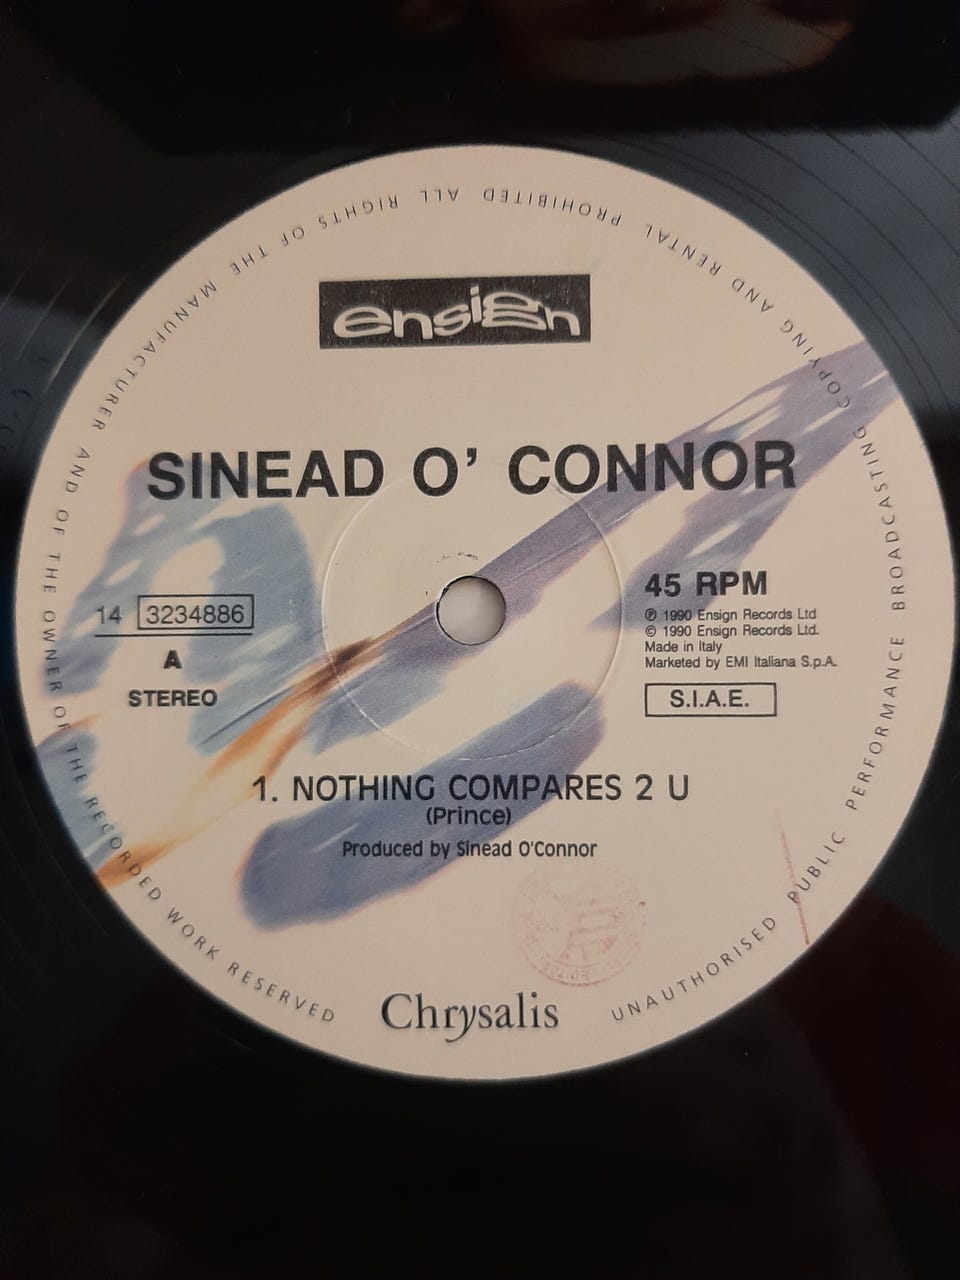 ensign
SINEAD O' CONNOR
14 3234886
A
STEREO
45 RPM
℗ 1990 Ensign Records Ltd
© 1990 Ensign Records Ltd.
Made in Italy
Marketed by EMI Italiana S.p.A.
S.I.A.E.
1. NOTHING COMPARES 2 U
(Prince)
Produced by Sinead O'Connor
Chrysalis
UNAUTHORISED PUBLIC PERFORMANCE BROADCASTING COPYING AND RENTAL PROHIBITED ALL RIGHTS OF THE MANUFACTURER AND OF THE OWNER OF THE RECORDED WORK RESERVED